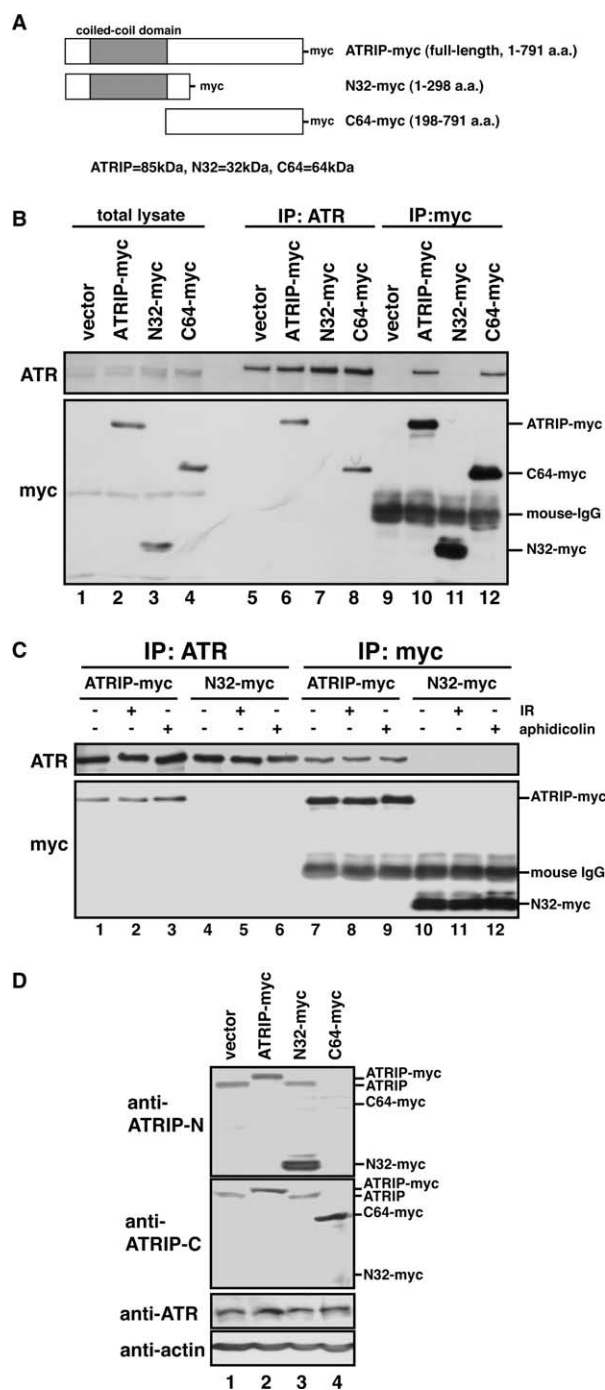 A
coiled-coil domain
myc ATRIP-myc (full-length, 1-791 a.a.)
myc N32-myc (1-298 a.a.)
myc C64-myc (198-791 a.a.)
ATRIP=85kDa, N32=32kDa, C64=64kDa
B
total lysate IP: ATR IP:myc
vector ATRIP-myc N32-myc C64-myc vector ATRIP-myc N32-myc C64-myc vector ATRIP-myc N32-myc C64-myc
ATR
myc
ATRIP-myc
C64-myc
mouse-IgG
N32-myc
1 2 3 4 5 6 7 8 9 10 11 12
C
IP: ATR IP: myc
ATRIP-myc N32-myc ATRIP-myc N32-myc
- + - + - + - + IR
- - + - - + - - + - - + aphidicolin
ATR
myc
ATRIP-myc
mouse IgG
N32-myc
1 2 3 4 5 6 7 8 9 10 11 12
D
vector ATRIP-myc N32-myc C64-myc
anti-ATRIP-N
ATRIP-myc
ATRIP
C64-myc
N32-myc
anti-ATRIP-C
ATRIP-myc
ATRIP
C64-myc
N32-myc
anti-ATR
anti-actin
1 2 3 4